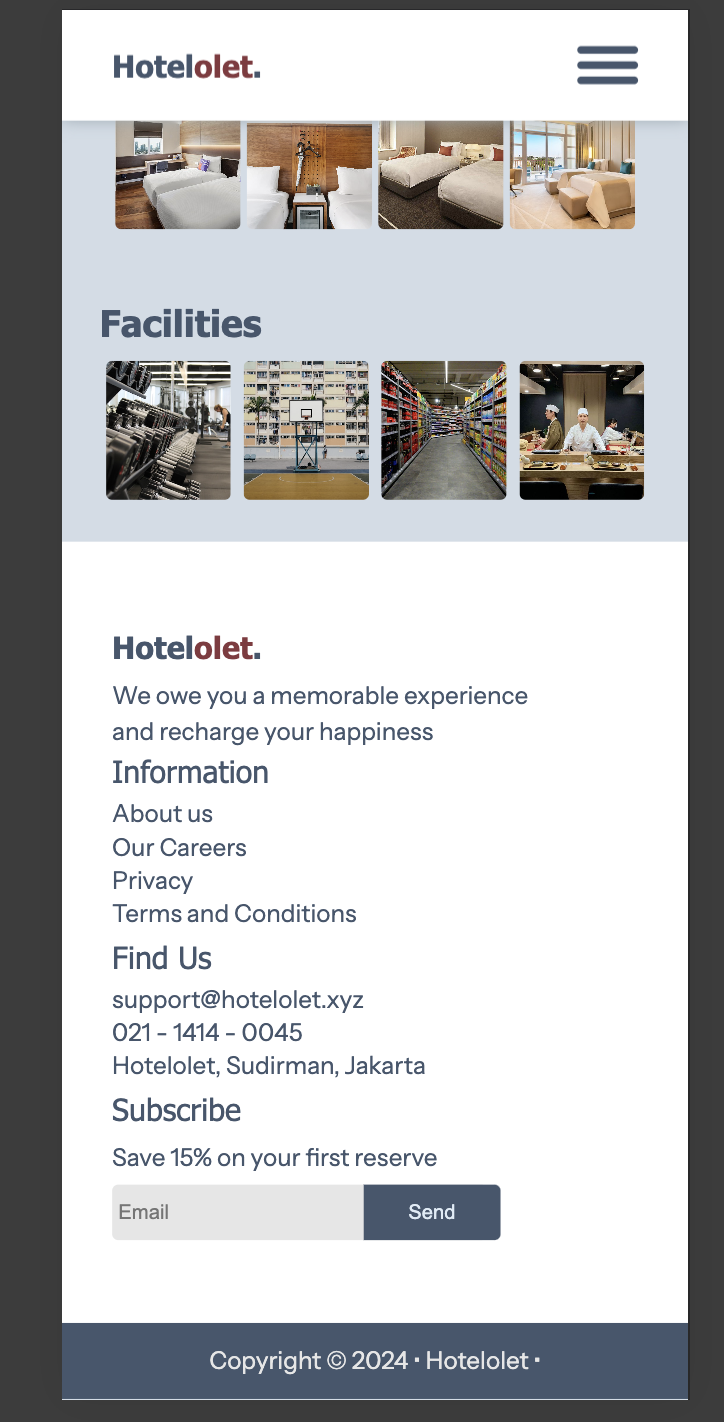 Hotelolet.
Facilities
Hotelolet.
We owe you a memorable experience
and recharge your happiness
Information
About us
Our Careers
Privacy
Terms and Conditions
Find Us
support@hotelolet.xyz
021 - 1414 - 0045
Hotelolet, Sudirman, Jakarta
Subscribe
Save 15% on your first reserve
Email Send
Copyright © 2024 • Hotelolet •